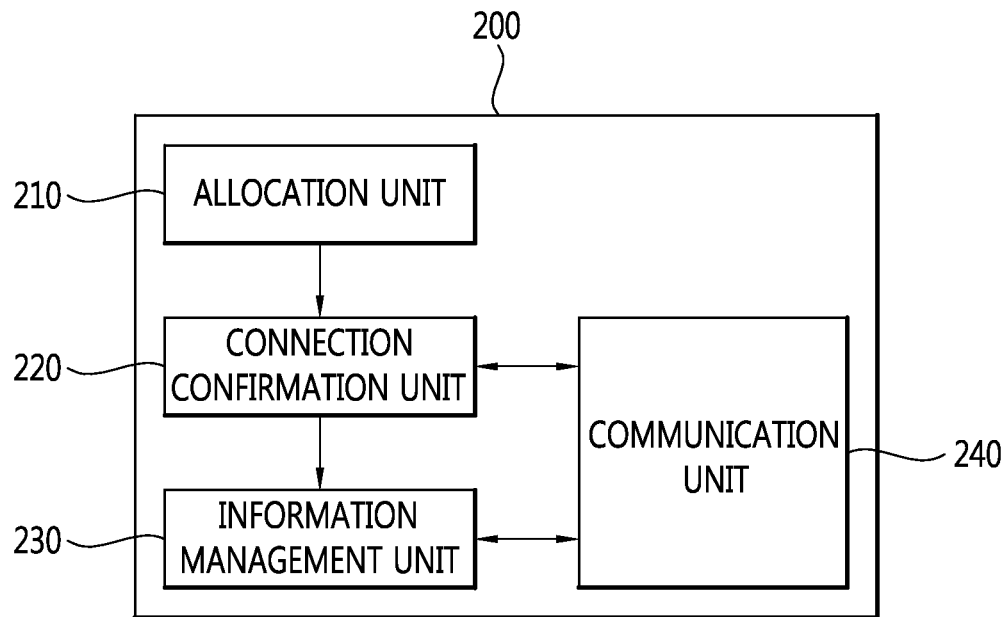 200
210
ALLOCATION UNIT
220
CONNECTION
CONFIRMATION UNIT
COMMUNICATION
UNIT
240
230
INFORMATION
MANAGEMENT UNIT